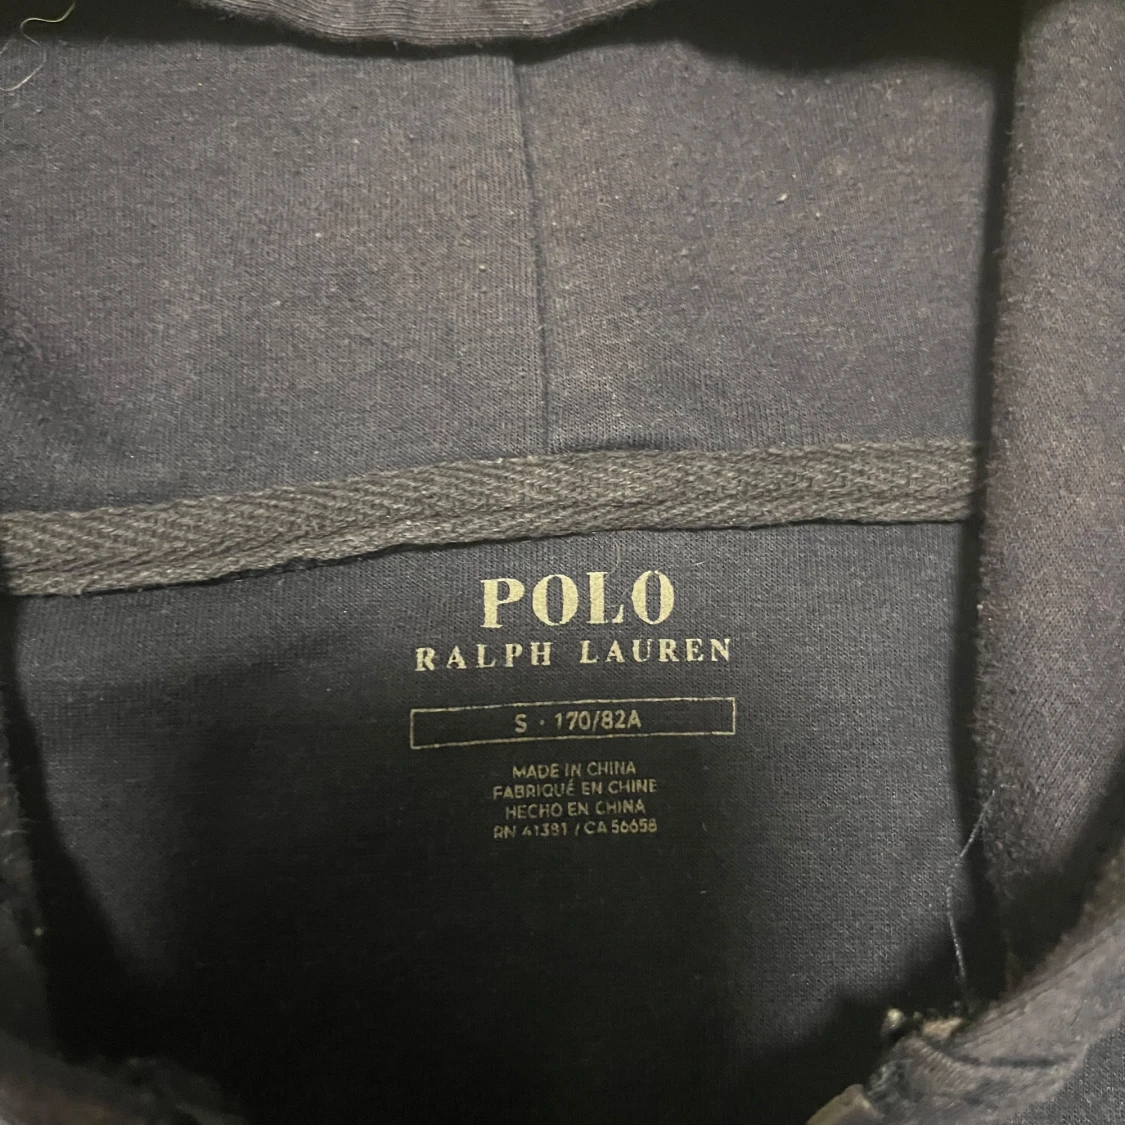 POLO
RALPH LAUREN
S · 170/82A
MADE IN CHINA
FABRIQUÉ EN CHINE
HECHO EN CHINA
RN 41381 / CA 56658